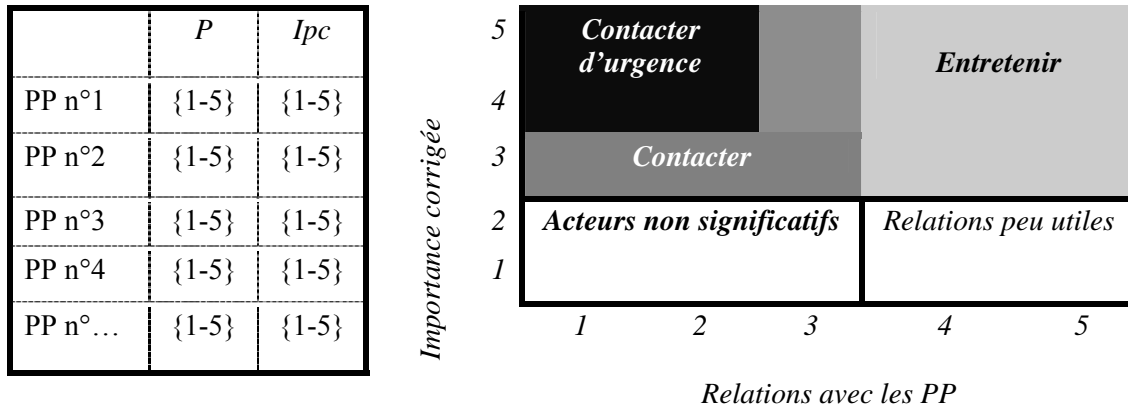 P Ipc
PP n°1 {1-5} {1-5}
PP n°2 {1-5} {1-5}
PP n°3 {1-5} {1-5}
PP n°4 {1-5} {1-5}
PP n°… {1-5} {1-5}
Importance corrigée
5
4
3
2
1
Contacter
d’urgence
Entretenir
Contacter
Acteurs non significatifs
Relations peu utiles
1 2 3 4 5
Relations avec les PP